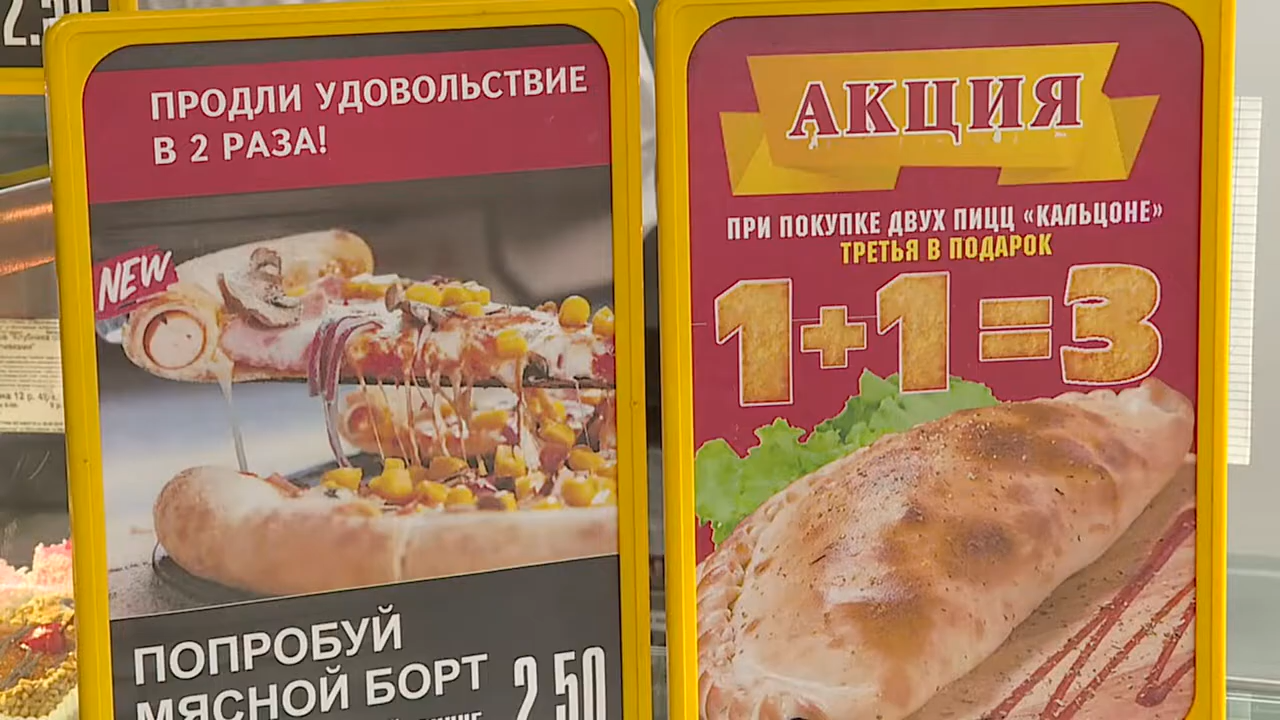 ПРОДЛИ УДОВОЛЬСТВИЕ
В 2 РАЗА!
NEW
ПОПРОБУЙ
МЯСНОЙ БОРТ
2.50
АКЦИЯ
ПРИ ПОКУПКЕ ДВУХ ПИЦЦ «КАЛЬЦОНЕ»
ТРЕТЬЯ В ПОДАРОК
1+1=3